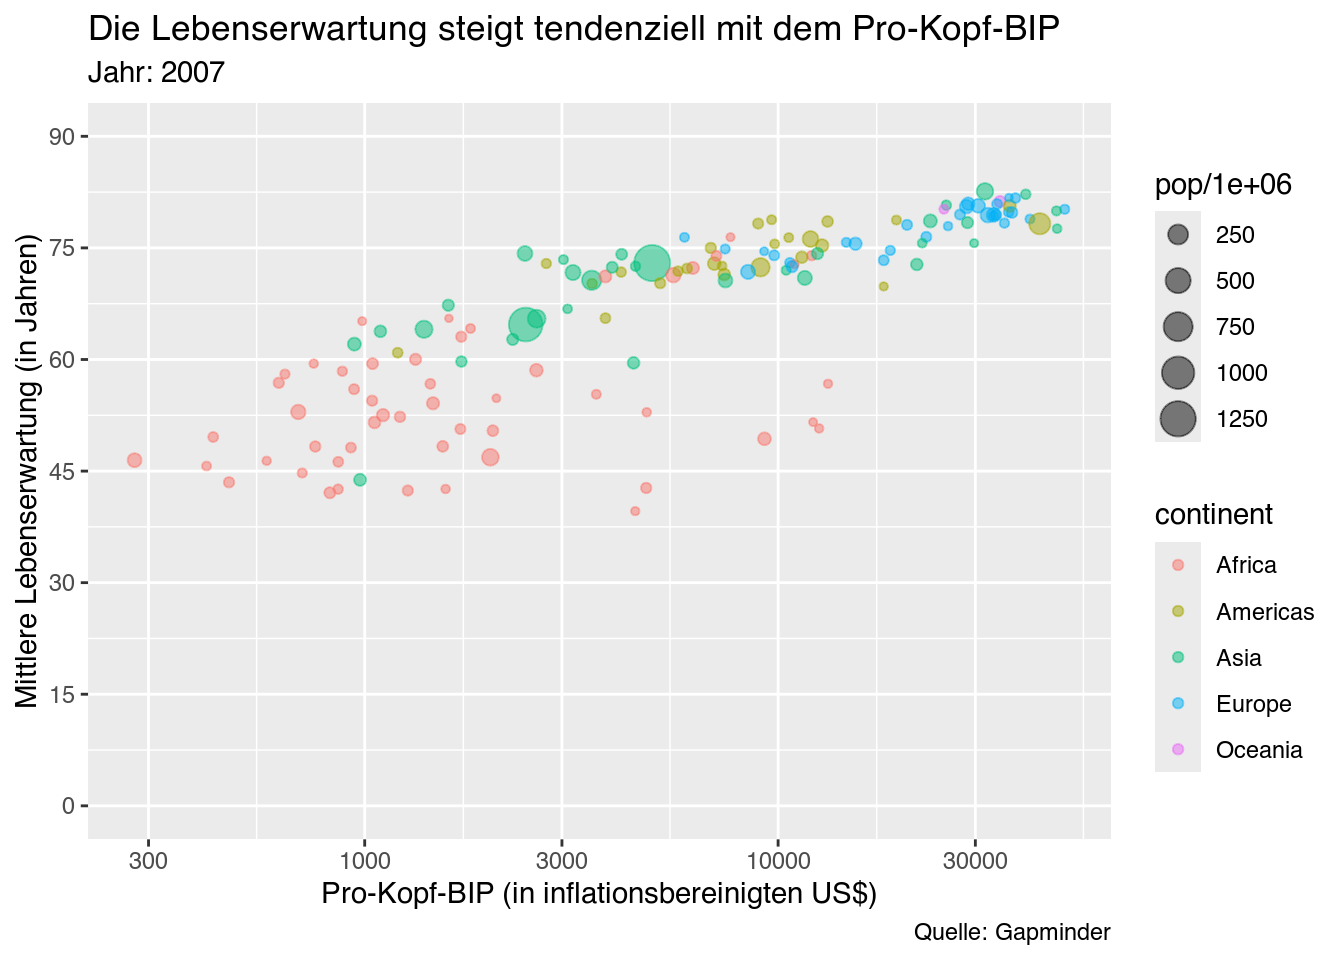 Die Lebenserwartung steigt tendenziell mit dem Pro-Kopf-BIP
Jahr: 2007
Mittlere Lebenserwartung (in Jahren)
90
75
60
45
30
15
0
300 1000 3000 10000 30000
Pro-Kopf-BIP (in inflationsbereinigten US$)
Quelle: Gapminder
pop/1e+06
250
500
750
1000
1250
continent
Africa
Americas
Asia
Europe
Oceania